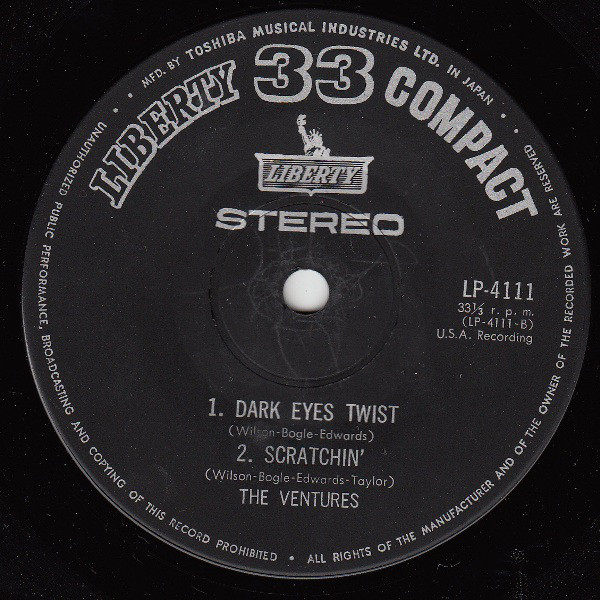 MFD. BY TOSHIBA MUSICAL INDUSTRIES LTD. IN JAPAN
LIBERTY 33 COMPACT
LIBERTY
STEREO
LP-4111
33⅓ r. p. m.
(LP-4111-B)
U.S.A. Recording
1. DARK EYES TWIST
(Wilson-Bogle-Edwards)
2. SCRATCHIN'
(Wilson-Bogle-Edwards-Taylor)
THE VENTURES
UNAUTHORIZED PUBLIC PERFORMANCE, BROADCASTING AND COPYING OF THIS RECORD PROHIBITED • ALL RIGHTS OF THE MANUFACTURER AND OF THE OWNER OF THE RECORDED WORK ARE RESERVED